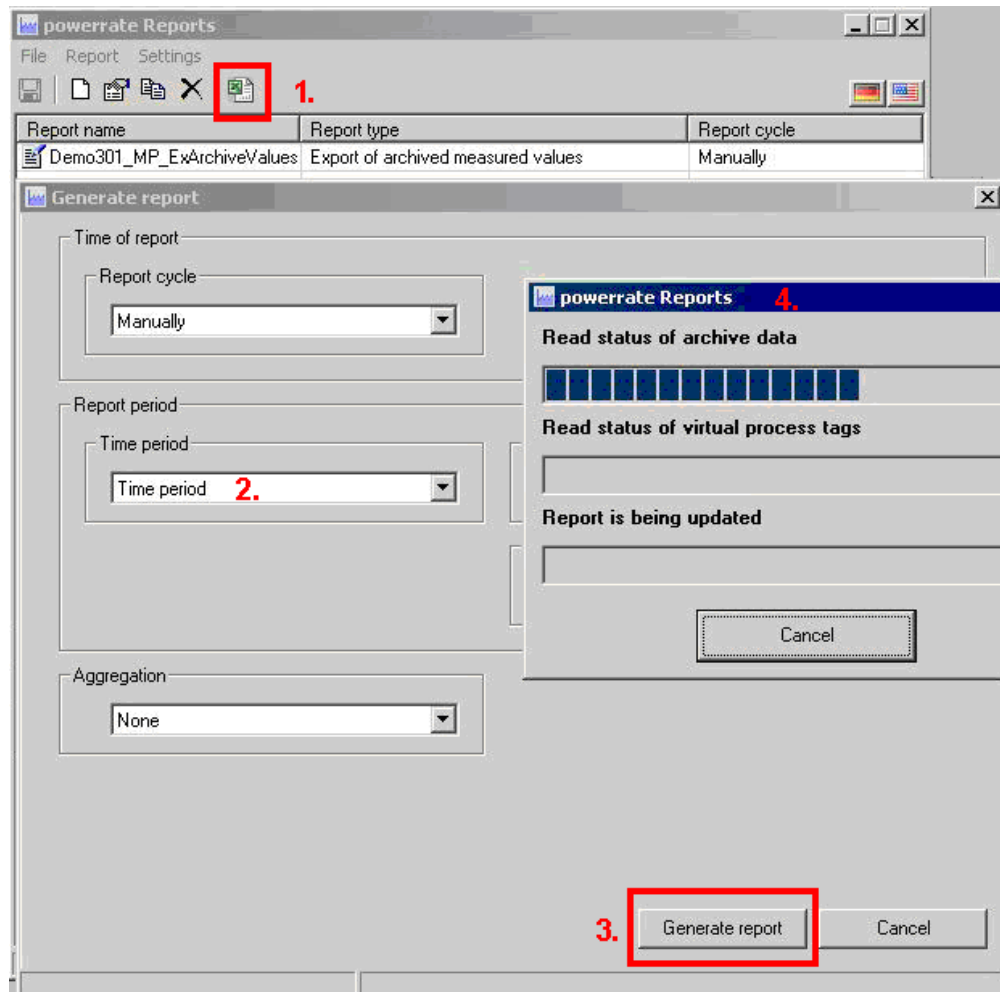 powerrate Reports
File Report Settings
1.
Report name Report type Report cycle
Demo301_MP_ExArchiveValues Export of archived measured values Manually
Generate report
Time of report
Report cycle
Manually
powerrate Reports 4.
Read status of archive data
Report period
Read status of virtual process tags
Time period
Time period 2.
Report is being updated
Cancel
Aggregation
None
3. Generate report Cancel